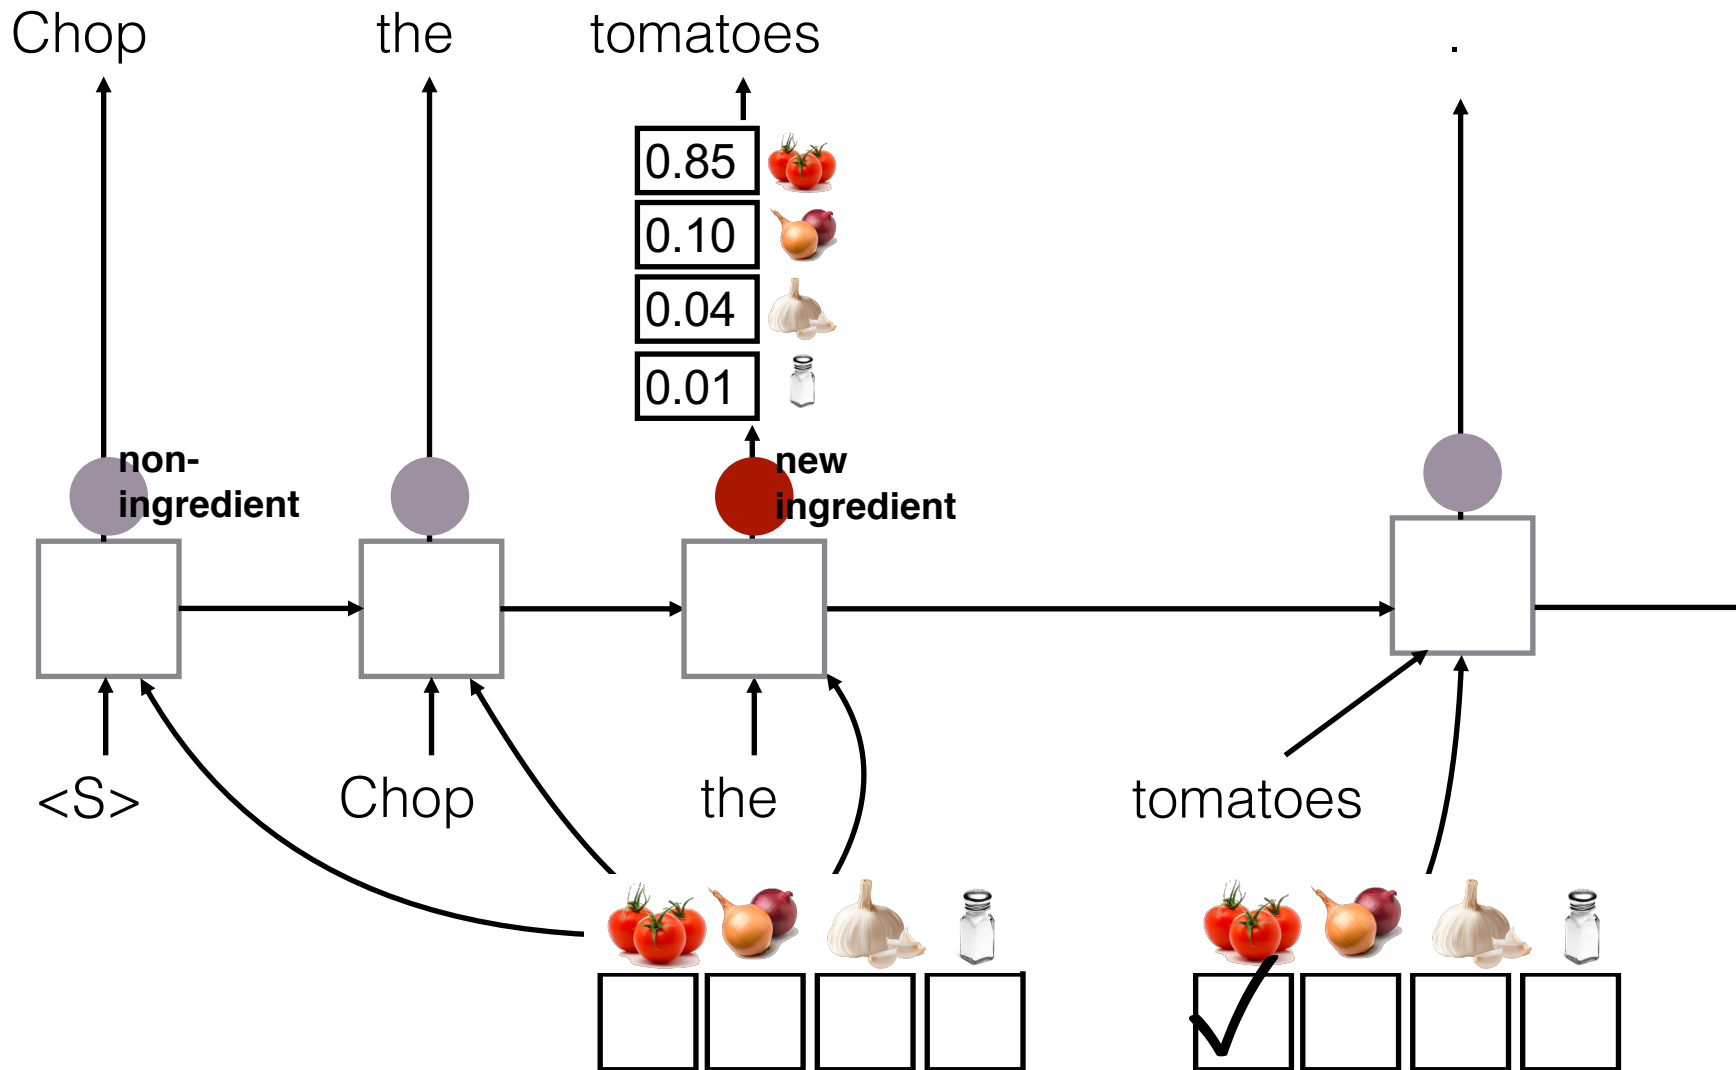 Chop the tomatoes .
0.85
0.10
0.04
0.01
non-
ingredient
new
ingredient
<S> Chop the tomatoes